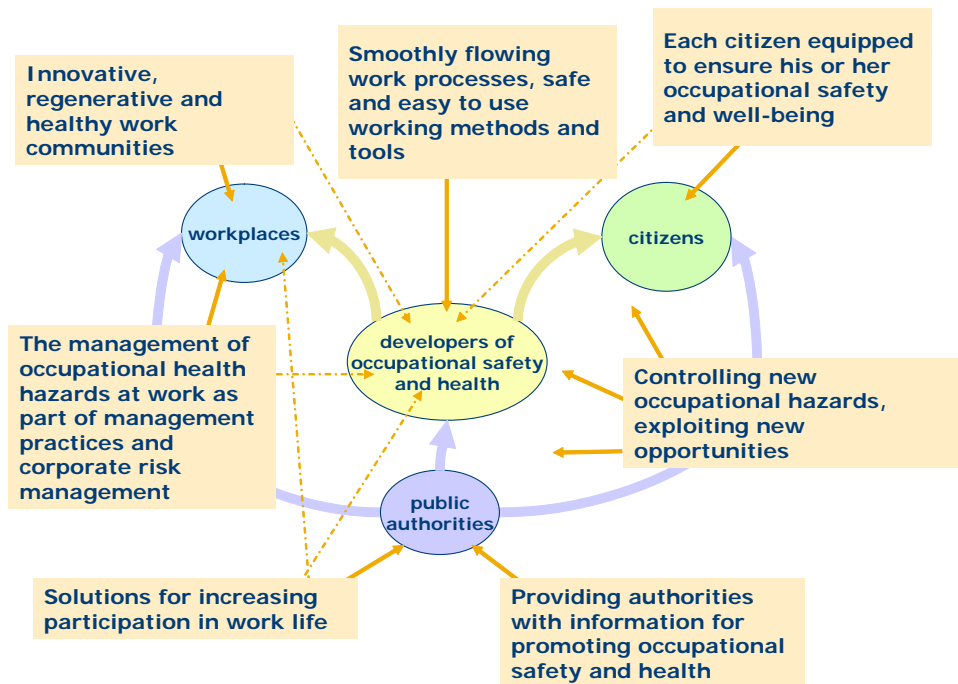 Innovative,
regenerative and
healthy work
communities
Smoothly flowing
work processes, safe
and easy to use
working methods and
tools
Each citizen equipped
to ensure his or her
occupational safety
and well-being
workplaces
citizens
developers of
occupational safety
and health
The management of
occupational health
hazards at work as
part of management
practices and
corporate risk
management
Controlling new
occupational hazards,
exploiting new
opportunities
public
authorities
Solutions for increasing
participation in work life
Providing authorities
with information for
promoting occupational
safety and health